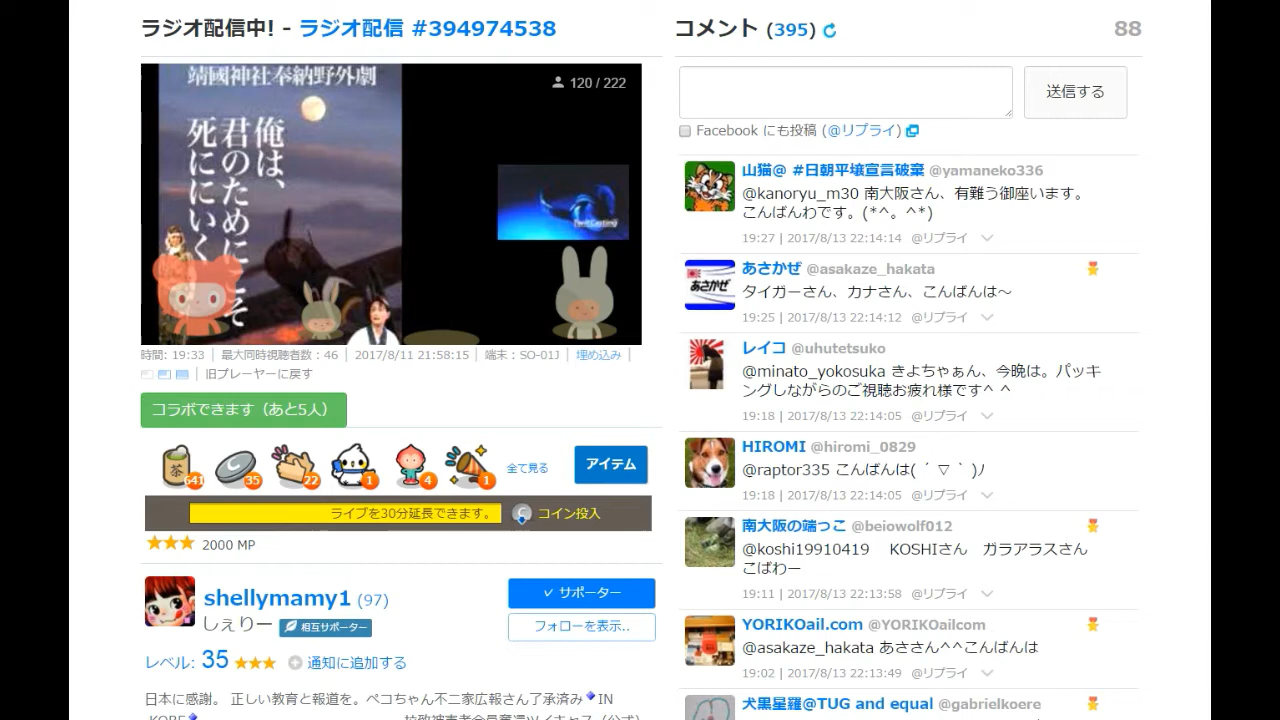 ラジオ配信中! - ラジオ配信 #394974538
靖國神社奉納野外劇
120 / 222
俺は、
君のためにこそ
死ににいく
TwitCasting
時間: 19:33 | 最大同時視聴者数 : 46 | 2017/8/11 21:58:15 | 端末 : SO-01J | 埋め込み |
旧プレーヤーに戻す
コラボできます（あと5人）
茶 641 35 22 1 4 1 全て見る アイテム
ライブを30分延長できます。 C コイン投入
2000 MP
shellymamy1 (97)
しぇりー 相互サポーター
✓ サポーター
フォローを表示..
レベル: 35 通知に追加する
日本に感謝。 正しい教育と報道を。ペコちゃん不二家広報さん了承済み IN
コメント (395) 88
送信する
Facebook にも投稿 (@リプライ)
山猫@ #日朝平壌宣言破棄 @yamaneko336
@kanoryu_m30 南大阪さん、有難う御座います。
こんばんわです。(*^。^*)
19:27 | 2017/8/13 22:14:14 @リプライ
あさかぜ
あさかぜ @asakaze_hakata
タイガーさん、カナさん、こんばんは～
19:25 | 2017/8/13 22:14:12 @リプライ
レイコ @uhutetsuko
@minato_yokosuka きよちゃぁん、今晩は。パッキ
ングしながらのご視聴お疲れ様です^ ^
19:18 | 2017/8/13 22:14:05 @リプライ
HIROMI @hiromi_0829
@raptor335 こんばんは( ´ ▽ ` )ﾉ
19:18 | 2017/8/13 22:14:05 @リプライ
南大阪の端っこ @beiowolf012
@koshi19910419 KOSHIさん ガラアラスさん
こばわー
19:11 | 2017/8/13 22:13:58 @リプライ
YORIKOail.com @YORIKOailcom
@asakaze_hakata あささん^^こんばんは
19:02 | 2017/8/13 22:13:49 @リプライ
犬黒星羅@TUG and equal @gabrielkoere